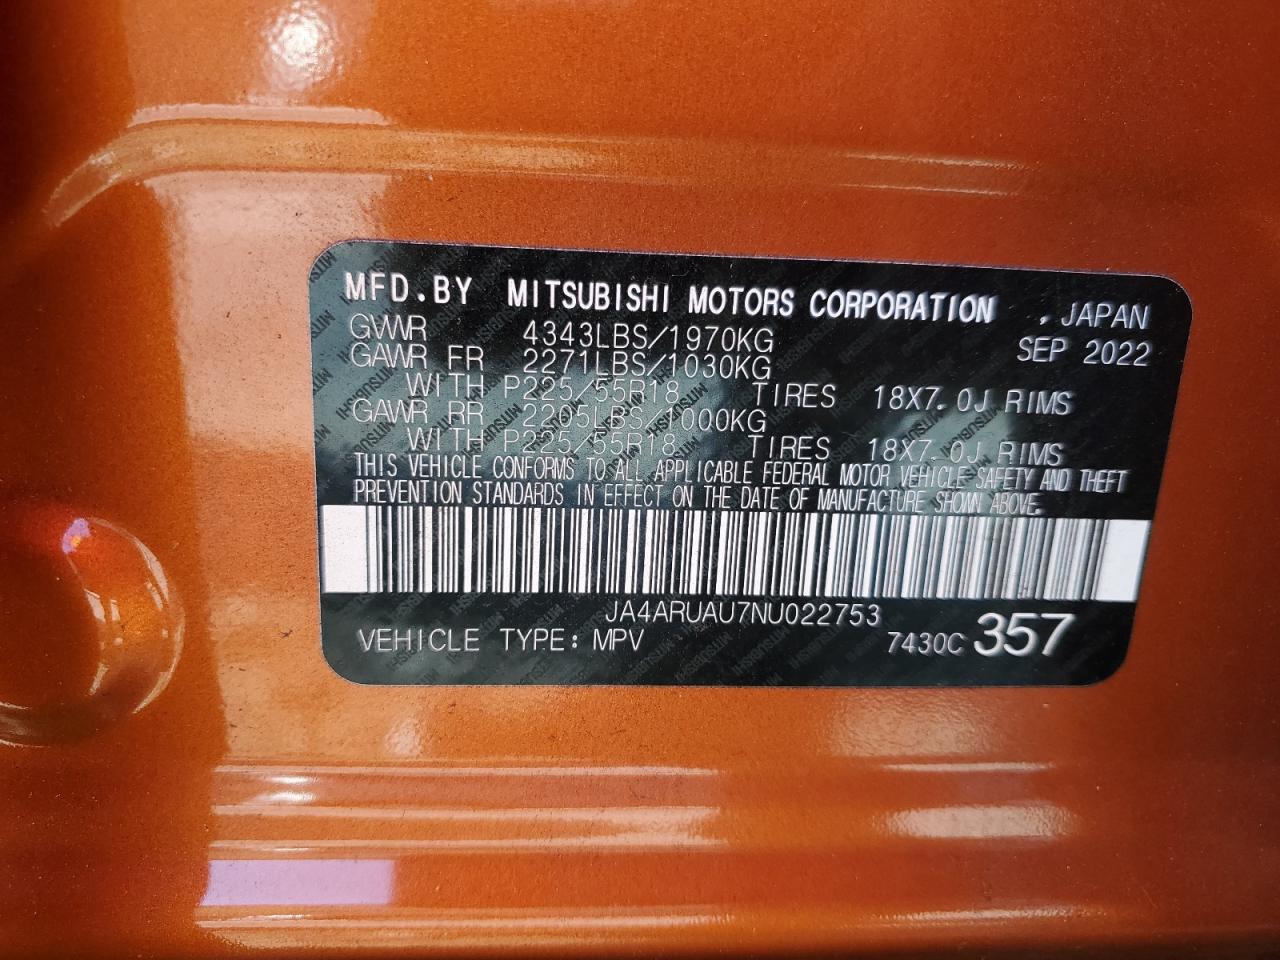 MFD.BY MITSUBISHI MOTORS CORPORATION , JAPAN
GVWR 4343LBS/1970KG SEP 2022
GAWR FR 2271LBS/1030KG
WITH P225/55R18 TIRES 18X7.0J RIMS
GAWR RR 2205LBS/1000KG
WITH P225/55R18 TIRES 18X7.0J RIMS
THIS VEHICLE CONFORMS TO ALL APPLICABLE FEDERAL MOTOR VEHICLE SAFETY AND THEFT
PREVENTION STANDARDS IN EFFECT ON THE DATE OF MANUFACTURE SHOWN ABOVE.
JA4ARUAU7NU022753
VEHICLE TYPE: MPV 7430C 357